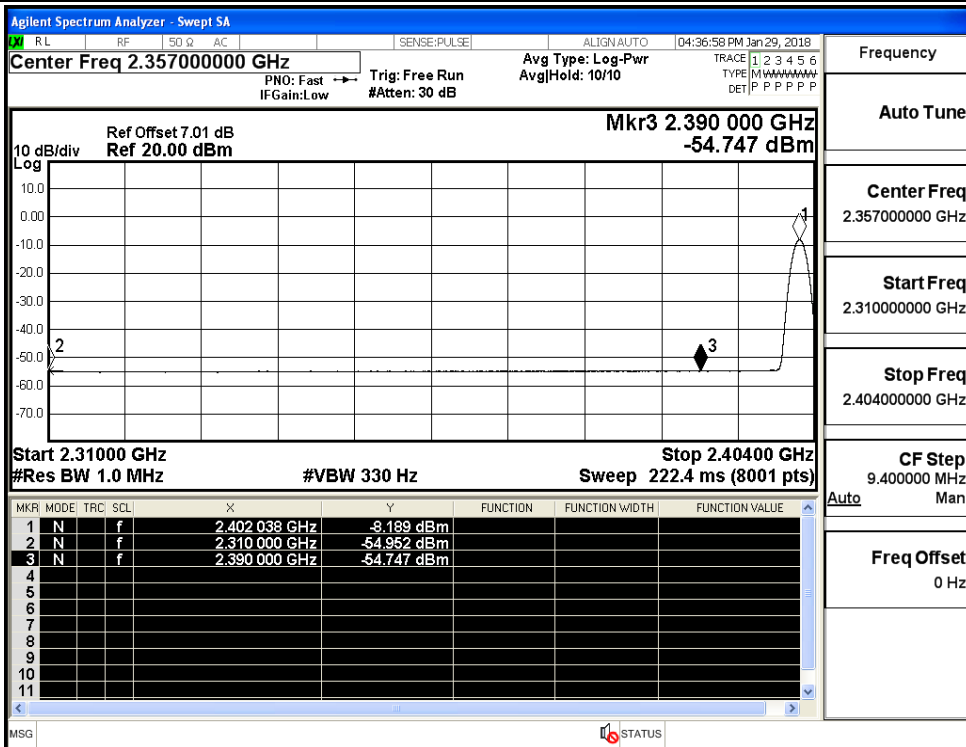 Agilent Spectrum Analyzer - Swept SA
LXI RL RF 50 Ω AC SENSE:PULSE ALIGN AUTO 04:36:58 PM Jan 29, 2018
Center Freq 2.357000000 GHz
PNO: Fast
IFGain:Low
Trig: Free Run
#Atten: 30 dB
Avg Type: Log-Pwr
Avg|Hold: 10/10
TRACE 1 2 3 4 5 6
TYPE M
DET P P P P P P
Mkr3 2.390 000 GHz
-54.747 dBm
Ref Offset 7.01 dB
10 dB/div Ref 20.00 dBm
Log
10.0
0.00
-10.0
-20.0
-30.0
-40.0
-50.0
-60.0
-70.0
1
2
3
Start 2.31000 GHz Stop 2.40400 GHz
#Res BW 1.0 MHz #VBW 330 Hz Sweep 222.4 ms (8001 pts)
MKR MODE TRC SCL X Y FUNCTION FUNCTION WIDTH FUNCTION VALUE
1 N f 2.402 038 GHz -8.189 dBm
2 N f 2.310 000 GHz -54.952 dBm
3 N f 2.390 000 GHz -54.747 dBm
4
5
6
7
8
9
10
11
MSG STATUS
Frequency
Auto Tune
Center Freq
2.357000000 GHz
Start Freq
2.310000000 GHz
Stop Freq
2.404000000 GHz
CF Step
9.400000 MHz
Auto Man
Freq Offset
0 Hz